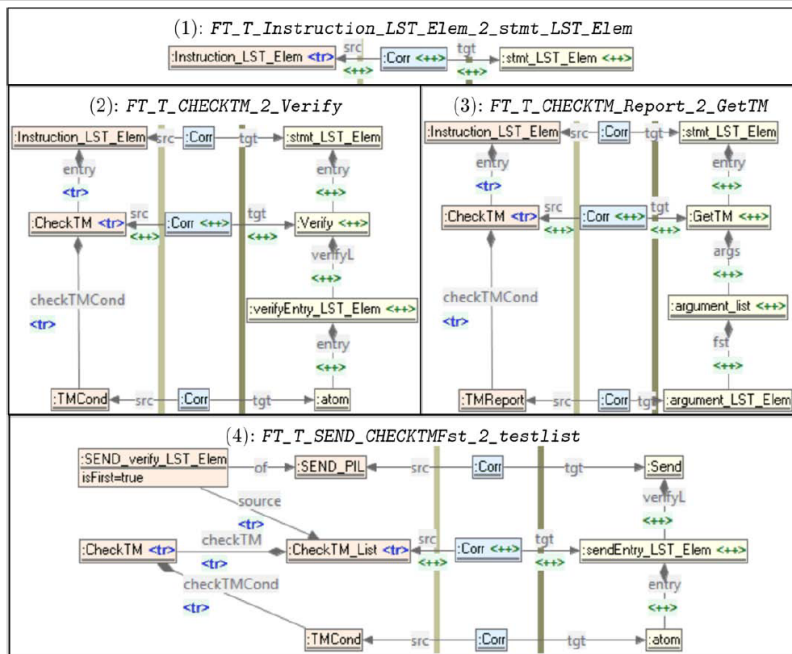 (1): FT_T_Instruction_LST_Elem_2_stmt_LST_Elem
src tgt
:Instruction_LST_Elem <tr> :Corr <++> :stmt_LST_Elem <++>
<++> <++>
(2): FT_T_CHECKTM_2_Verify
:Instruction_LST_Elem src :Corr tgt :stmt_LST_Elem
entry entry
<tr> <++>
:CheckTM <tr> src :Corr <++> tgt :Verify <++>
<++> <++>
verifyL
<++>
checkTMCond
<tr>
:verifyEntry_LST_Elem <++>
entry
<++>
:TMCond src :Corr tgt :atom
(3): FT_T_CHECKTM_Report_2_GetTM
:Instruction_LST_Elem src :Corr tgt :stmt_LST_Elem
entry entry
<tr> <++>
:CheckTM <tr> src :Corr <++> tgt :GetTM <++>
<++> <++>
args
<++>
checkTMCond
<tr>
:argument_list <++>
fst
<++>
:TMReport src :Corr tgt :argument_LST_Elem
(4): FT_T_SEND_CHECKTMFst_2_testlist
:SEND_verify_LST_Elem of :SEND_PIL src :Corr tgt :Send
isFirst=true
source verifyL
<tr> <++>
:CheckTM <tr> checkTM :CheckTM_List <tr> src :Corr <++> tgt :sendEntry_LST_Elem <++>
<tr> <++> <++>
checkTMCond entry
<tr> <++>
:TMCond src :Corr tgt :atom